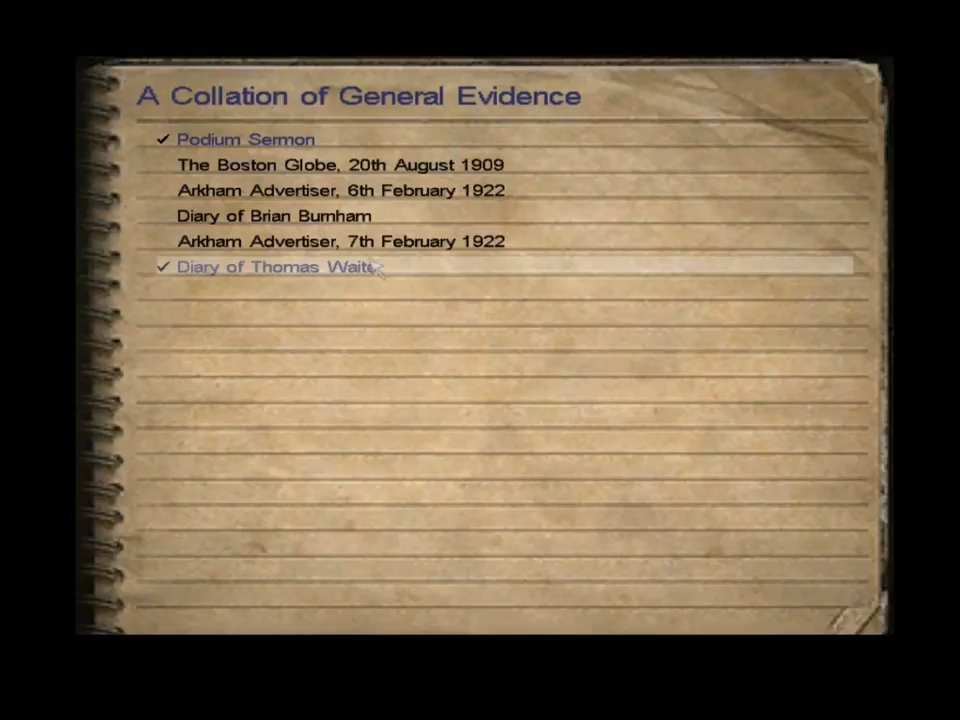 A Collation of General Evidence
Podium Sermon
The Boston Globe, 20th August 1909
Arkham Advertiser, 6th February 1922
Diary of Brian Burnham
Arkham Advertiser, 7th February 1922
Diary of Thomas Waite